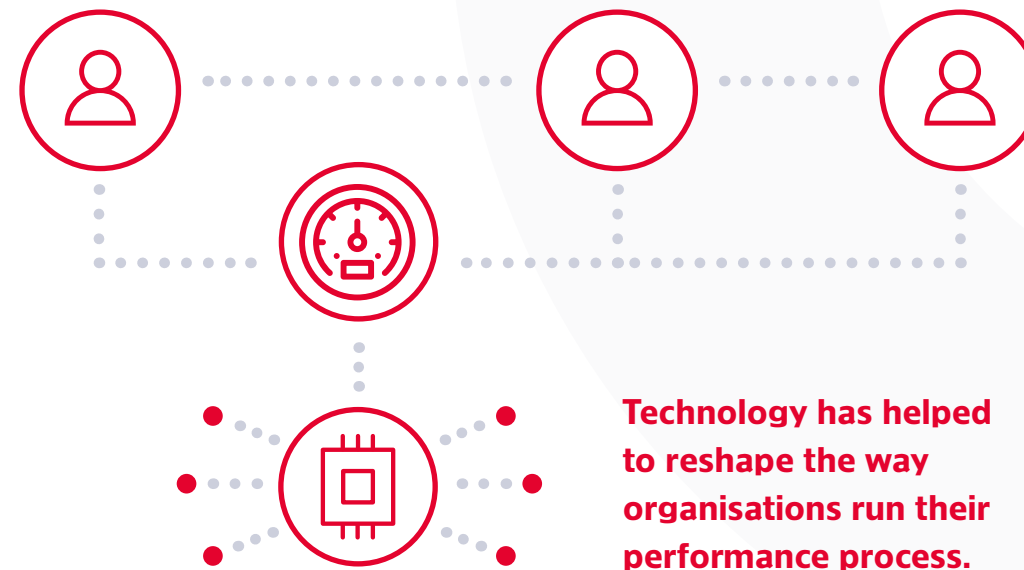 Technology has helped
to reshape the way
organisations run their
performance process.